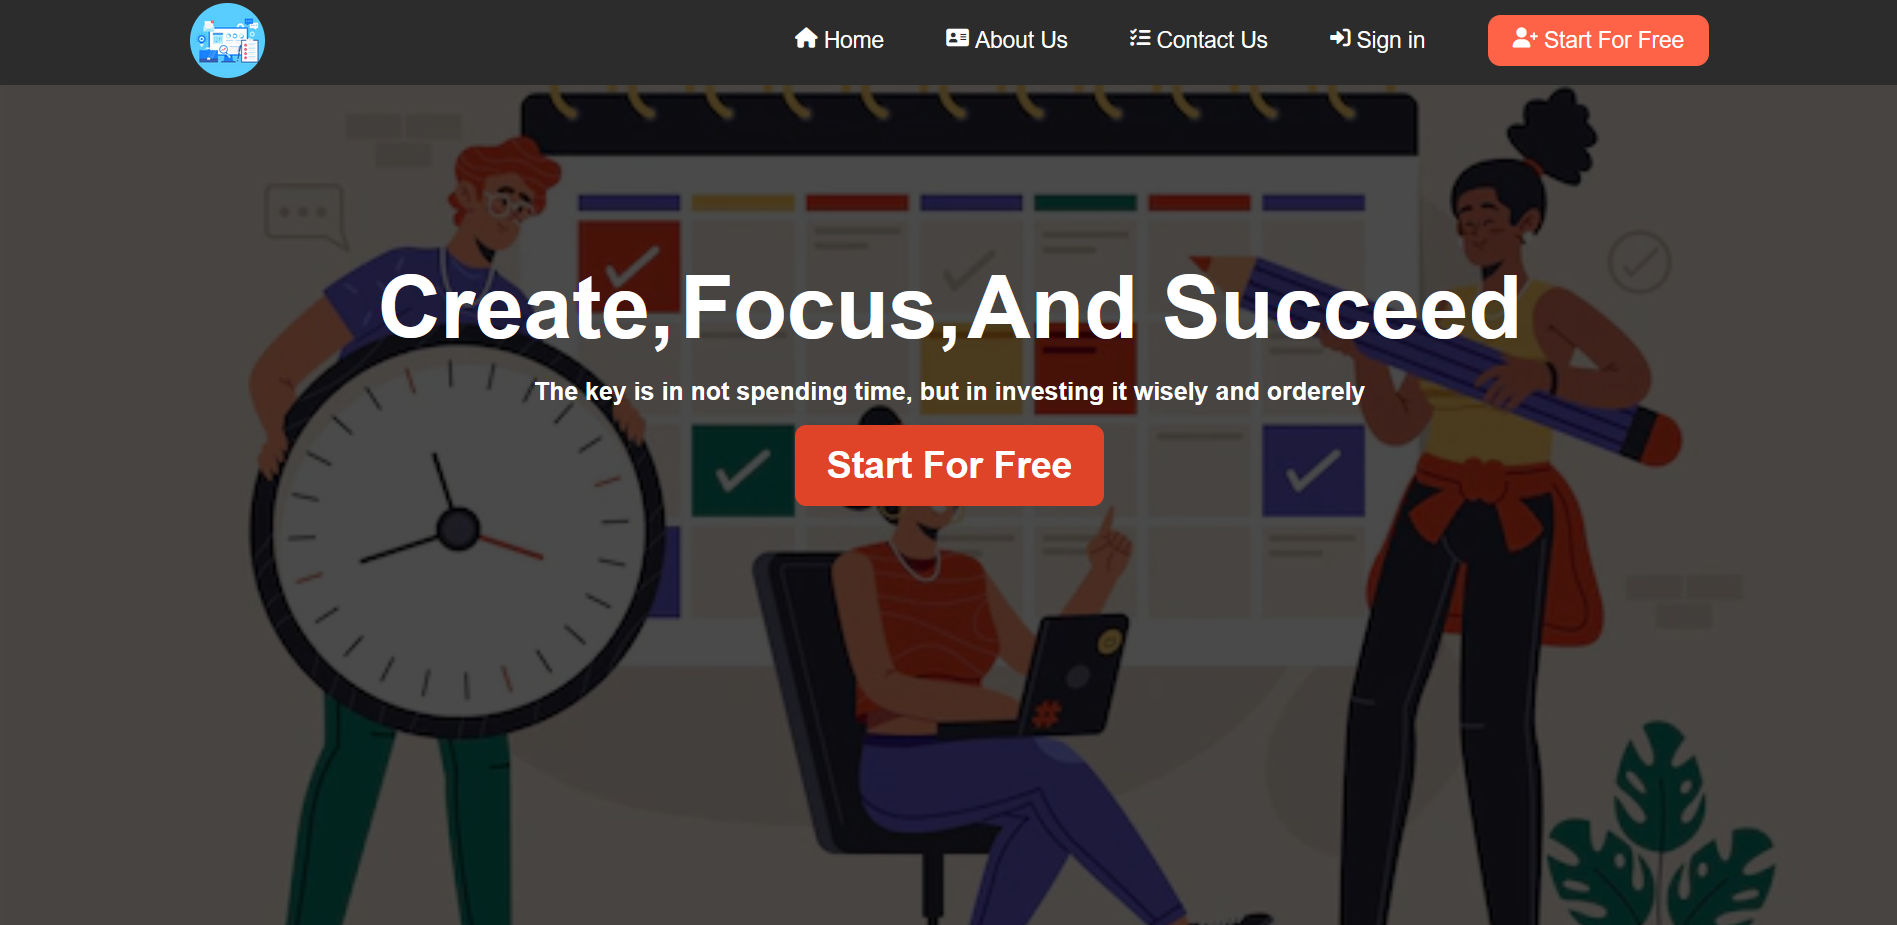 Home
About Us
Contact Us
Sign in
Start For Free
Create,Focus,And Succeed
The key is in not spending time, but in investing it wisely and orderely
Start For Free
#